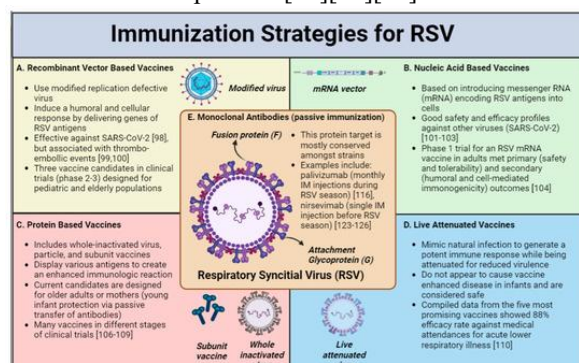 Immunization Strategies for RSV
A. Recombinant Vector Based Vaccines
• Use modified replication defective
virus
• Induce a humoral and cellular
response by delivering genes of
RSV antigens
• Effective against SARS-CoV-2 [98],
but associated with thrombo-
embollic events [99,100]
• Three vaccine candidates in clinical
trials (phase 2-3) designed for
pediatric and elderly populations
Modified virus
mRNA vector
B. Nucleic Acid Based Vaccines
• Based on introducing messenger RNA
(mRNA) encoding RSV antigens into
cells
• Good safety and efficacy profiles
against other viruses (SARS-CoV-2)
[101-103]
• Phase 1 trial for an RSV mRNA
vaccine in adults met primary (safety
and tolerability) and secondary
(humoral and cell-mediated
immunogenicity) outcomes [104]
E. Monoclonal Antibodies (passive immunization)
Fusion protein (F)
• This protein target is
mostly conserved
amongst strains
• Examples include:
palivizumab (monthly
IM injections during
RSV season) [116],
nirsevimab (single IM
injection before RSV
season) [123-126]
Attachment
Glycoprotein (G)
Respiratory Syncitial Virus (RSV)
C. Protein Based Vaccines
• Includes whole-inactivated virus,
particle, and subunit vaccines
• Display various antigens to create
an enhanced immunologic reaction
• Current candidates are designed
for older adults or mothers (young
infant protection via passive
transfer of antibodies)
• Many vaccines in different stages
of clinical trials [106-109]
Subunit
vaccine
Whole
inactivated
Live
attenuated
D. Live Attenuated Vaccines
• Mimic natural infection to generate a
potent immune response while being
attenuated for reduced virulence
• Do not appear to cause vaccine
enhanced disease in infants and are
considered safe
• Compiled data from the five most
promising vaccines showed 88%
efficacy rate against medical
attendances for acute lower
respiratory illness [110]